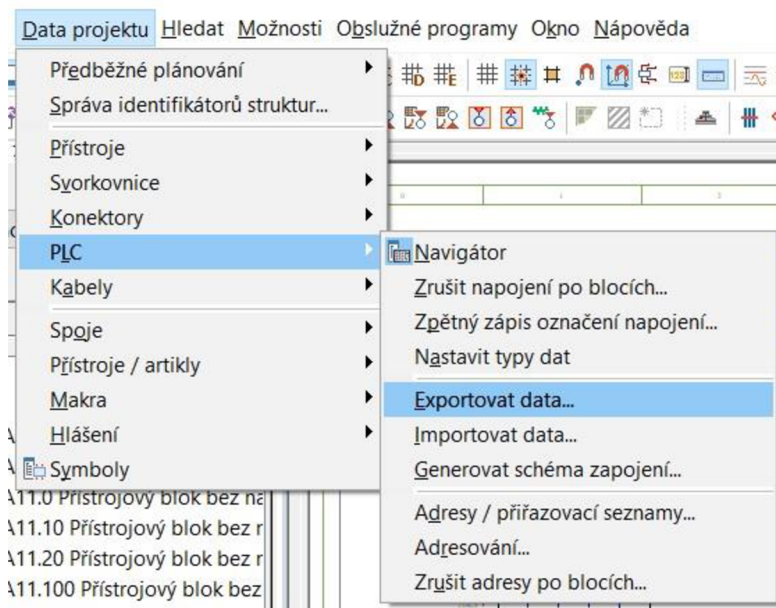 Data projektu Hledat Možnosti Obslužné programy Okno Nápověda
Předběžné plánování
Správa identifikátorů struktur...
Přístroje
Svorkovnice
Konektory
PLC
Kabely
Spoje
Přístroje / artikly
Makra
Hlášení
Symboly
Navigátor
Zrušit napojení po blocích...
Zpětný zápis označení napojení...
Nastavit typy dat
Exportovat data...
Importovat data...
Generovat schéma zapojení...
Adresy / přiřazovací seznamy...
Adresování...
Zrušit adresy po blocích...
A11.0 Přístrojový blok bez na
A11.10 Přístrojový blok bez r
A11.20 Přístrojový blok bez r
A11.100 Přístrojový blok bez